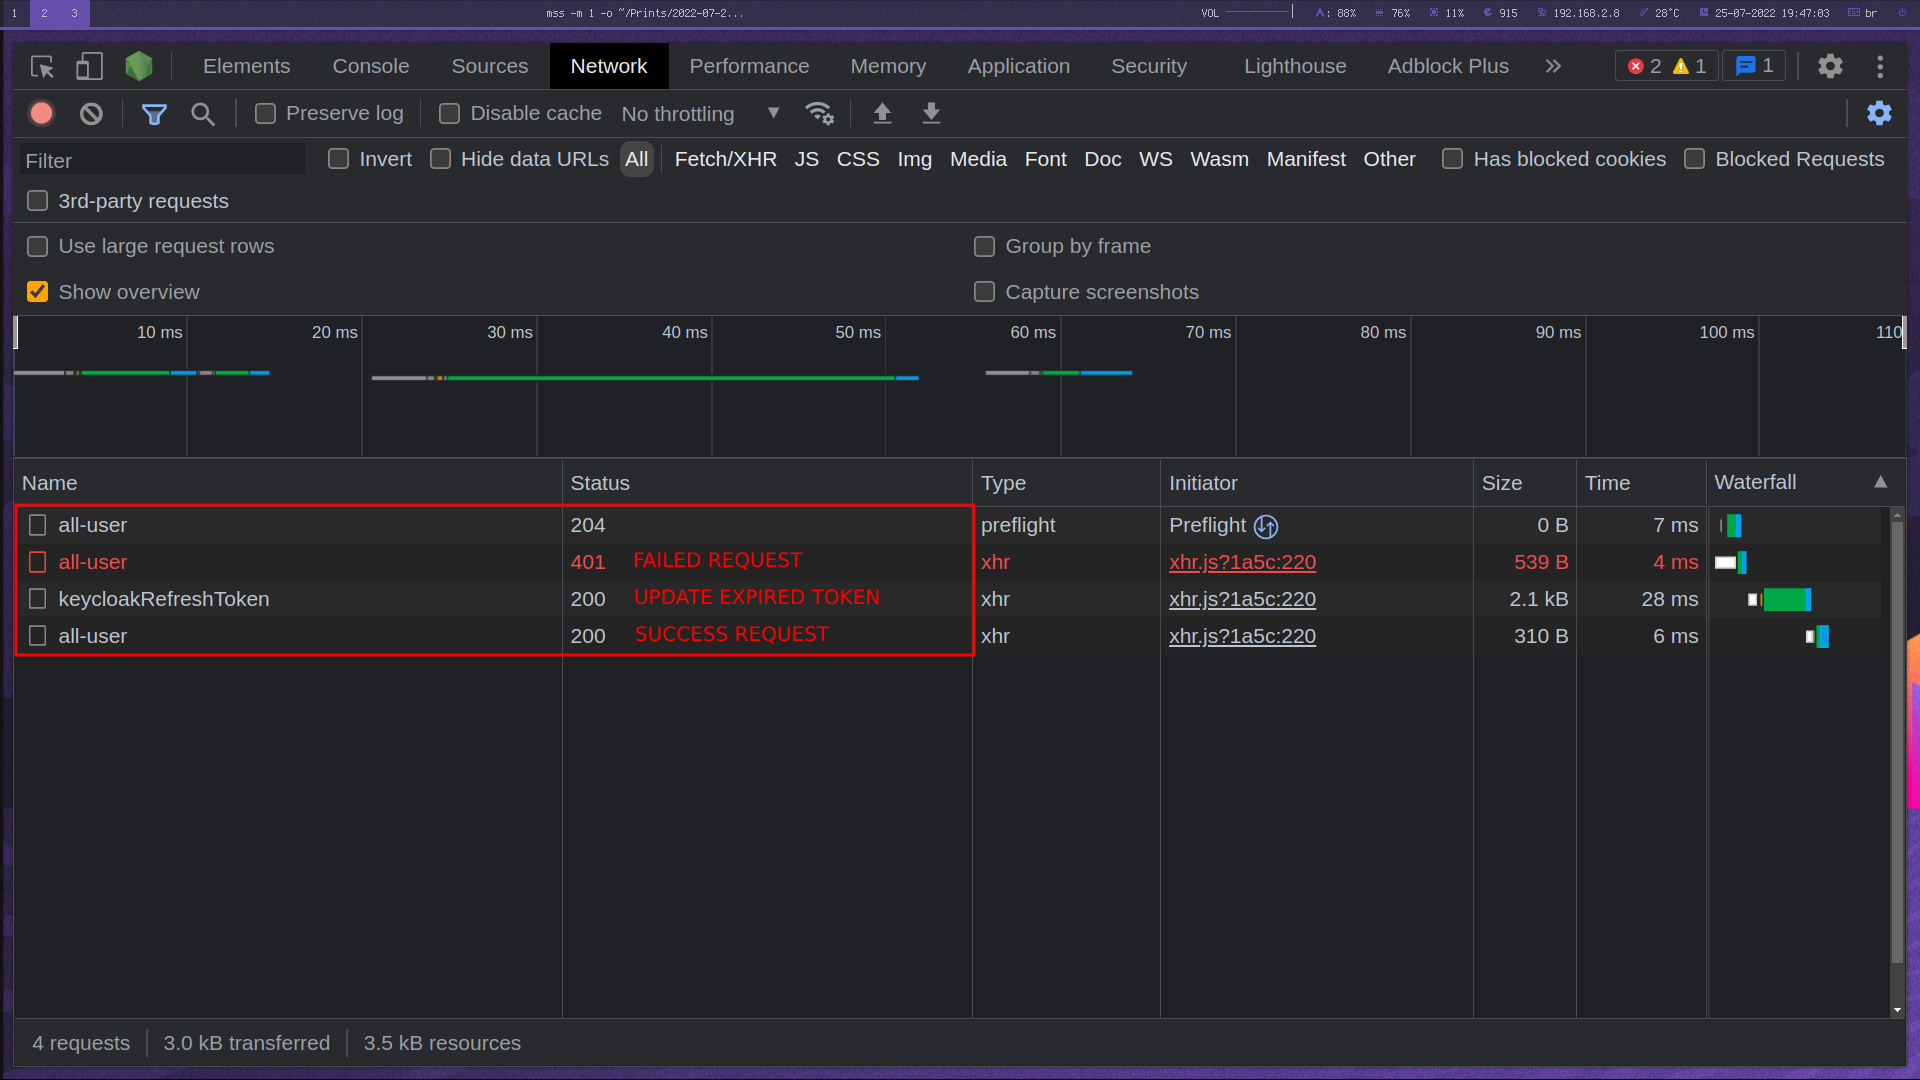 1 2 3 mss -m 1 -o ~/Prints/2022-07-2... VOL : 88% 76% 11% 915 192.168.2.8 28°C 25-07-2022 19:47:03 br
Elements Console Sources Network Performance Memory Application Security Lighthouse Adblock Plus 2 1 1
Preserve log Disable cache No throttling
Filter Invert Hide data URLs All Fetch/XHR JS CSS Img Media Font Doc WS Wasm Manifest Other Has blocked cookies Blocked Requests
3rd-party requests
Use large request rows Group by frame
Show overview Capture screenshots
10 ms 20 ms 30 ms 40 ms 50 ms 60 ms 70 ms 80 ms 90 ms 100 ms 110
Name Status Type Initiator Size Time Waterfall
all-user 204 preflight Preflight 0 B 7 ms
all-user 401 FAILED REQUEST xhr xhr.js?1a5c:220 539 B 4 ms
keycloakRefreshToken 200 UPDATE EXPIRED TOKEN xhr xhr.js?1a5c:220 2.1 kB 28 ms
all-user 200 SUCCESS REQUEST xhr xhr.js?1a5c:220 310 B 6 ms
4 requests 3.0 kB transferred 3.5 kB resources